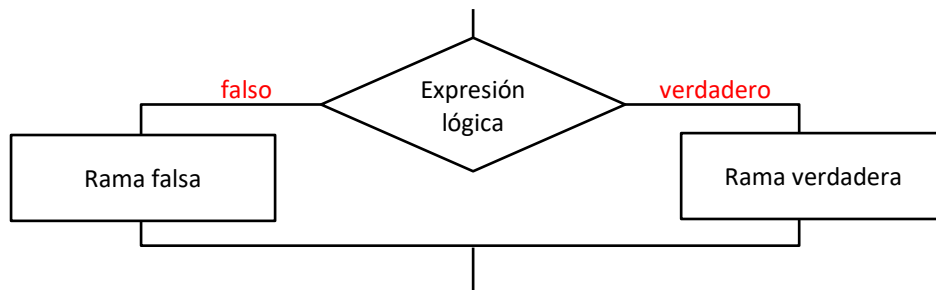 falso
Expresión
lógica
verdadero
Rama falsa
Rama verdadera